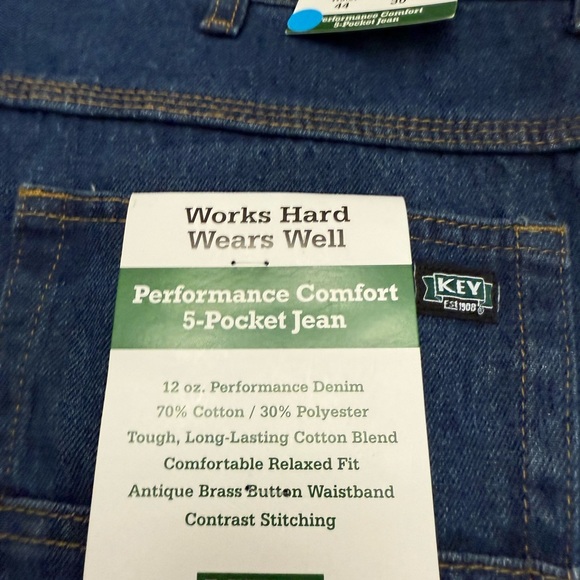 44 30
Performance Comfort
5-Pocket Jean
Works Hard
Wears Well
Performance Comfort
5-Pocket Jean
KEY
Est 1908
12 oz. Performance Denim
70% Cotton / 30% Polyester
Tough, Long-Lasting Cotton Blend
Comfortable Relaxed Fit
Antique Brass Button Waistband
Contrast Stitching